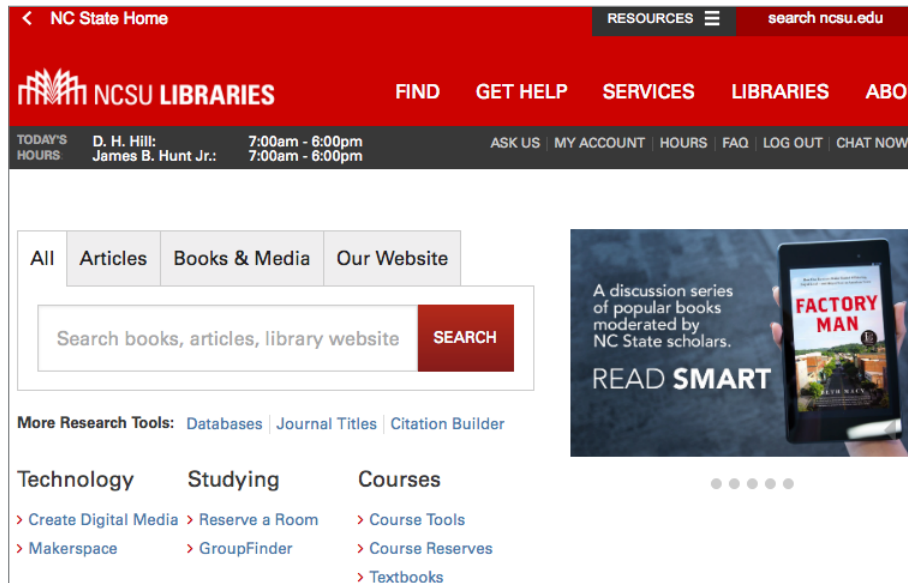 < NC State Home
RESOURCES
search ncsu.edu
NCSU LIBRARIES
FIND GET HELP SERVICES LIBRARIES ABO
TODAY'S HOURS:
D. H. Hill: 7:00am - 6:00pm
James B. Hunt Jr.: 7:00am - 6:00pm
ASK US | MY ACCOUNT | HOURS | FAQ | LOG OUT | CHAT NOW
All Articles Books & Media Our Website
Search books, articles, library website SEARCH
More Research Tools: Databases | Journal Titles | Citation Builder
A discussion series
of popular books
moderated by
NC State scholars.
READ SMART
FACTORY
MAN
BETH MACY
Technology
> Create Digital Media
> Makerspace
Studying
> Reserve a Room
> GroupFinder
Courses
> Course Tools
> Course Reserves
> Textbooks